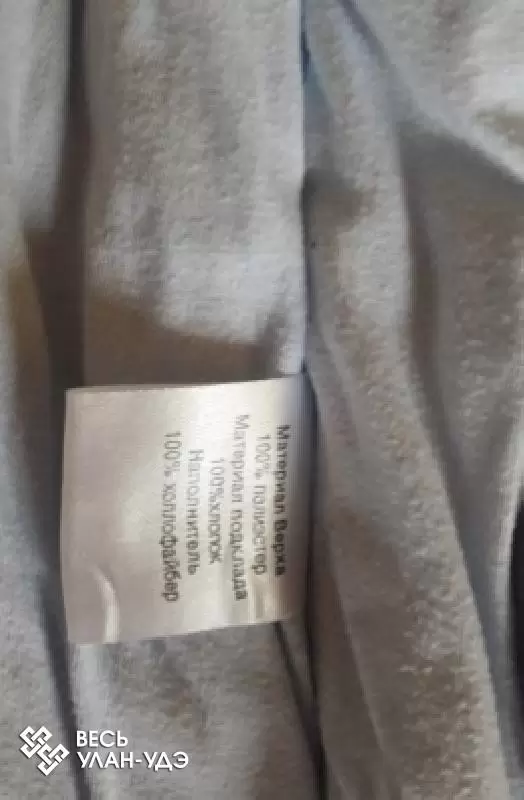 Материал Верха
100% полиэстер
Материал подклада
100%хлопок
Наполнитель
100% холлофайбер
ВЕСЬ
УЛАН-УДЭ